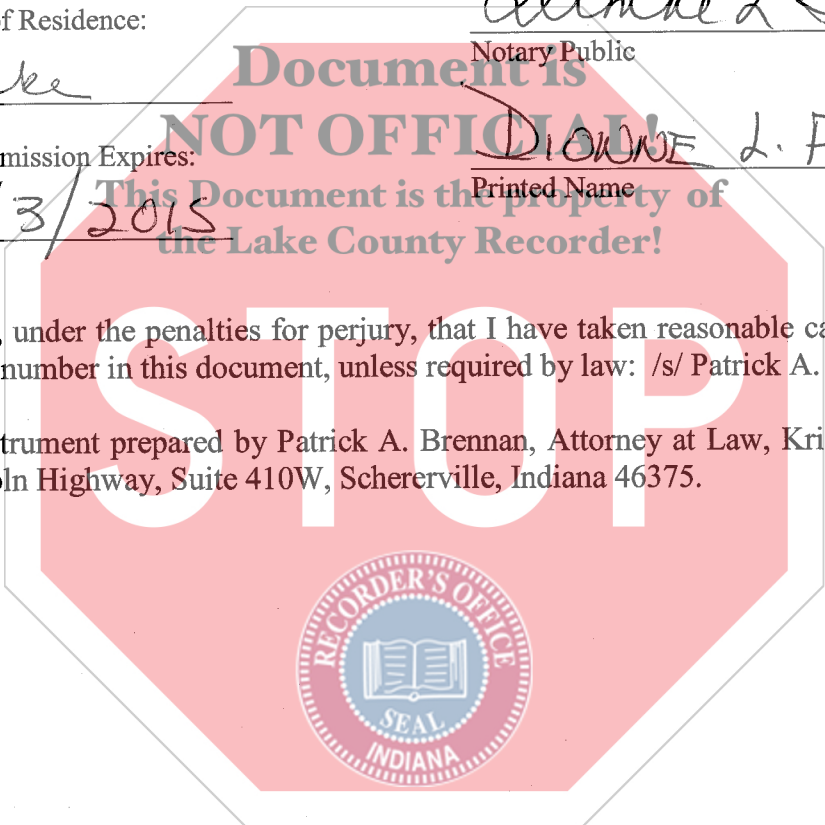 of Residence:
Notary Public
Document is
NOT OFFICIAL!
mission Expires:
DIONNE L.
Printed Name
This Document is the property of
3/2015
the Lake County Recorder!
, under the penalties for perjury, that I have taken reasonable ca
number in this document, unless required by law: /s/ Patrick A.
STOP
trument prepared by Patrick A. Brennan, Attorney at Law, Kri
ln Highway, Suite 410W, Schererville, Indiana 46375.
RECORDER'S OFFICE
SEAL
INDIANA